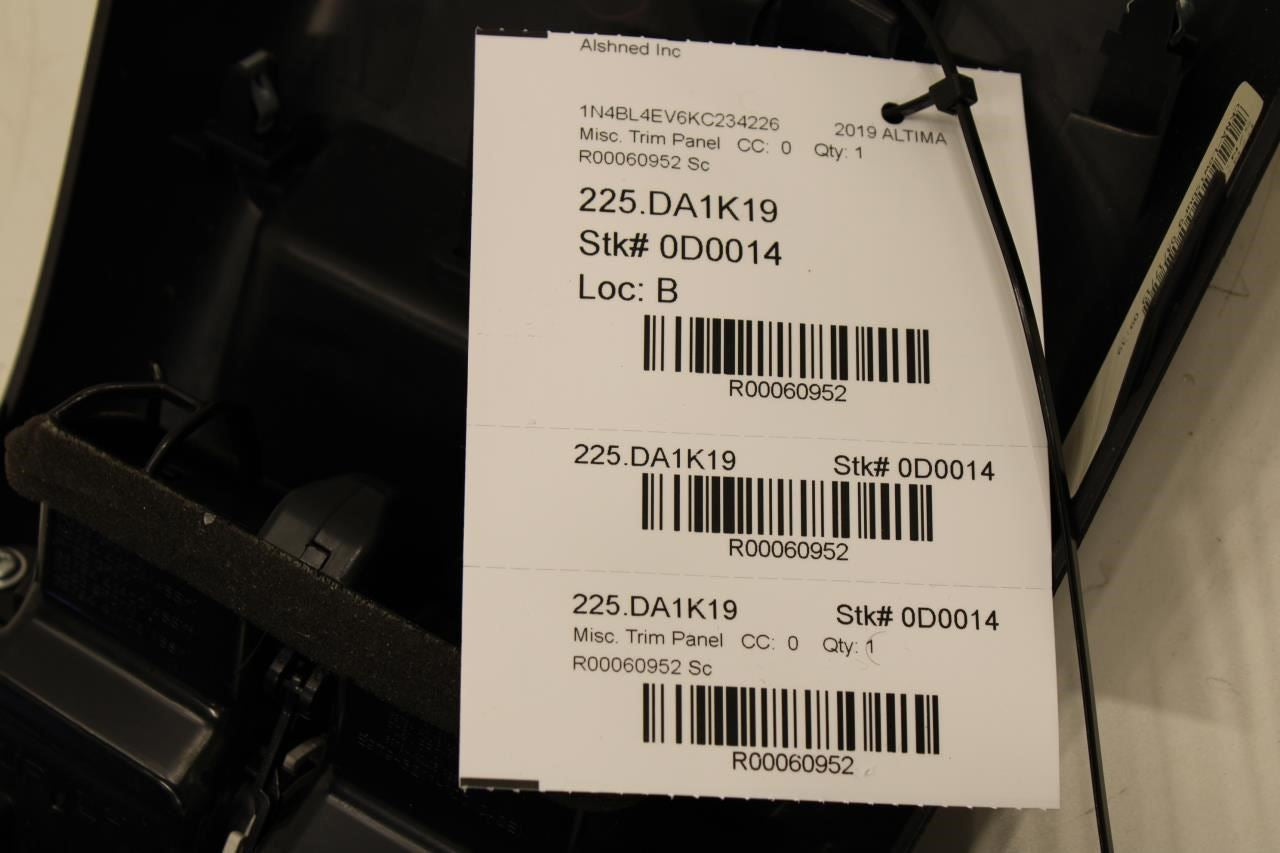 Alshned Inc
1N4BL4EV6KC234226 2019 ALTIMA
Misc. Trim Panel CC: 0 Qty: 1
R00060952 Sc
225.DA1K19
Stk# 0D0014
Loc: B
R00060952
225.DA1K19 Stk# 0D0014
R00060952
225.DA1K19 Stk# 0D0014
Misc. Trim Panel CC: 0 Qty: 1
R00060952 Sc
R00060952